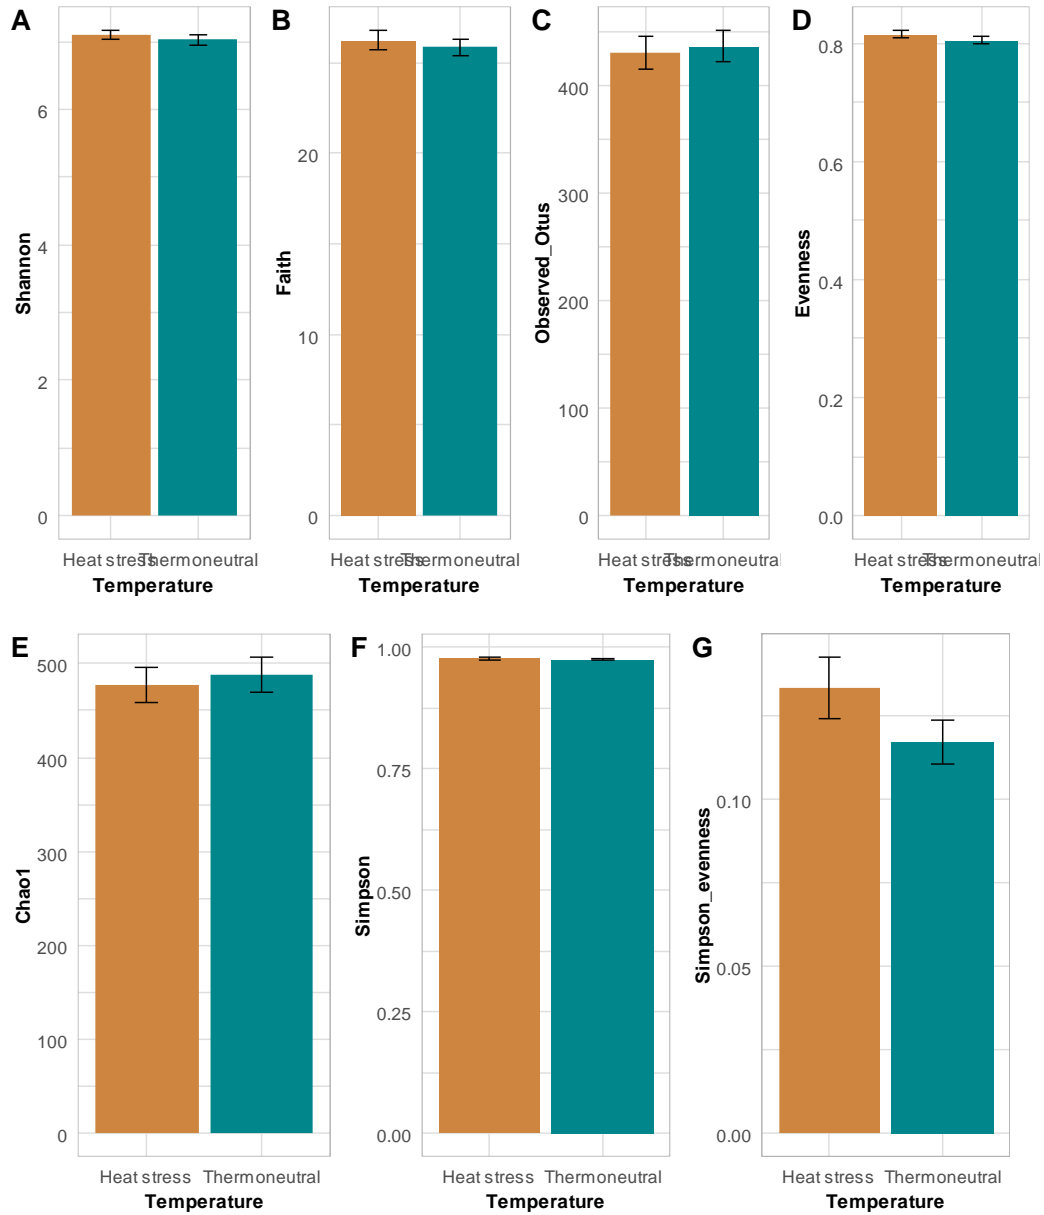 A
Shannon
6
4
2
0
Heat stress Thermoneutral
Temperature
B
Faith
20
10
0
Heat stress Thermoneutral
Temperature
C
Observed_Otus
400
300
200
100
0
Heat stress Thermoneutral
Temperature
D
Evenness
0.8
0.6
0.4
0.2
0.0
Heat stress Thermoneutral
Temperature
E
Chao1
500
400
300
200
100
0
Heat stress Thermoneutral
Temperature
F
Simpson
1.00
0.75
0.50
0.25
0.00
Heat stress Thermoneutral
Temperature
G
Simpson_evenness
0.10
0.05
0.00
Heat stress Thermoneutral
Temperature